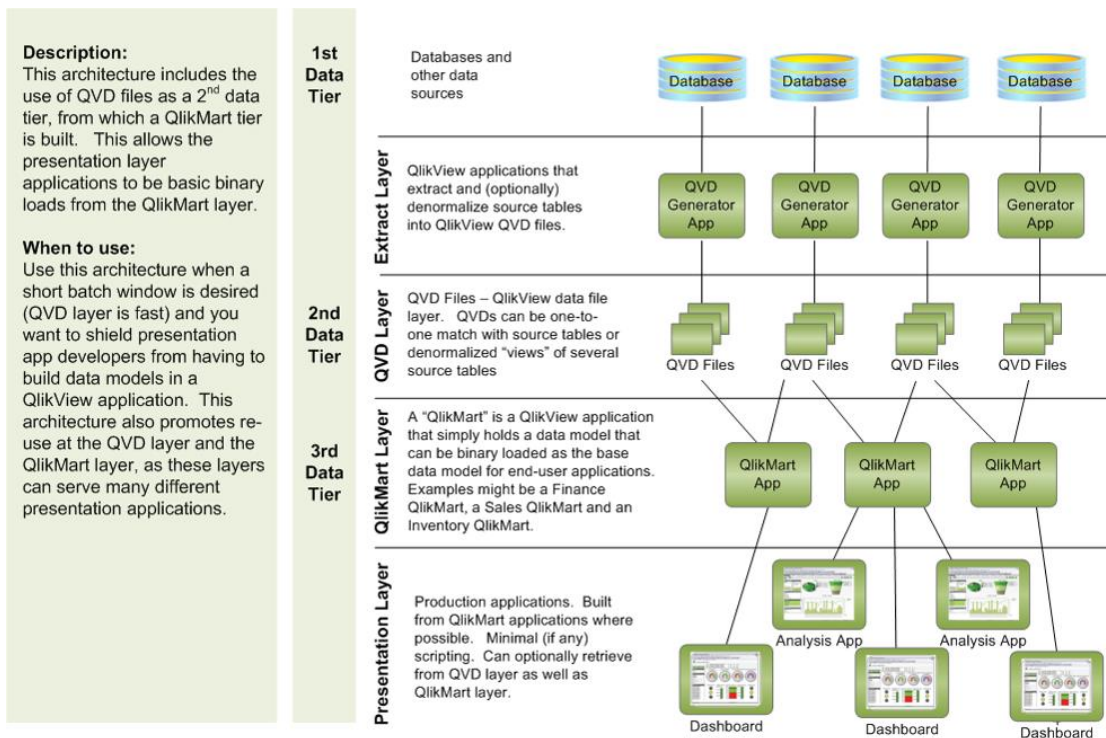 Description:
This architecture includes the
use of QVD files as a 2nd data
tier, from which a QlikMart tier
is built. This allows the
presentation layer
applications to be basic binary
loads from the QlikMart layer.
When to use:
Use this architecture when a
short batch window is desired
(QVD layer is fast) and you
want to shield presentation
app developers from having to
build data models in a
QlikView application. This
architecture also promotes re-
use at the QVD layer and the
QlikMart layer, as these layers
can serve many different
presentation applications.
1st
Data
Tier
2nd
Data
Tier
3rd
Data
Tier
Databases and
other data
sources
Database
Database
Database
Database
Extract Layer
QlikView applications that
extract and (optionally)
denormalize source tables
into QlikView QVD files.
QVD
Generator
App
QVD
Generator
App
QVD
Generator
App
QVD
Generator
App
QVD Layer
QVD Files – QlikView data file
layer. QVDs can be one-to-
one match with source tables or
denormalized “views” of several
source tables
QVD Files
QVD Files
QVD Files
QVD Files
QlikMart Layer
A “QlikMart” is a QlikView application
that simply holds a data model that
can be binary loaded as the base
data model for end-user applications.
Examples might be a Finance
QlikMart, a Sales QlikMart and an
Inventory QlikMart.
QlikMart
App
QlikMart
App
QlikMart
App
Presentation Layer
Production applications. Built
from QlikMart applications where
possible. Minimal (if any)
scripting. Can optionally retrieve
from QVD layer as well as
QlikMart layer.
Analysis App
Analysis App
Dashboard
Dashboard
Dashboard